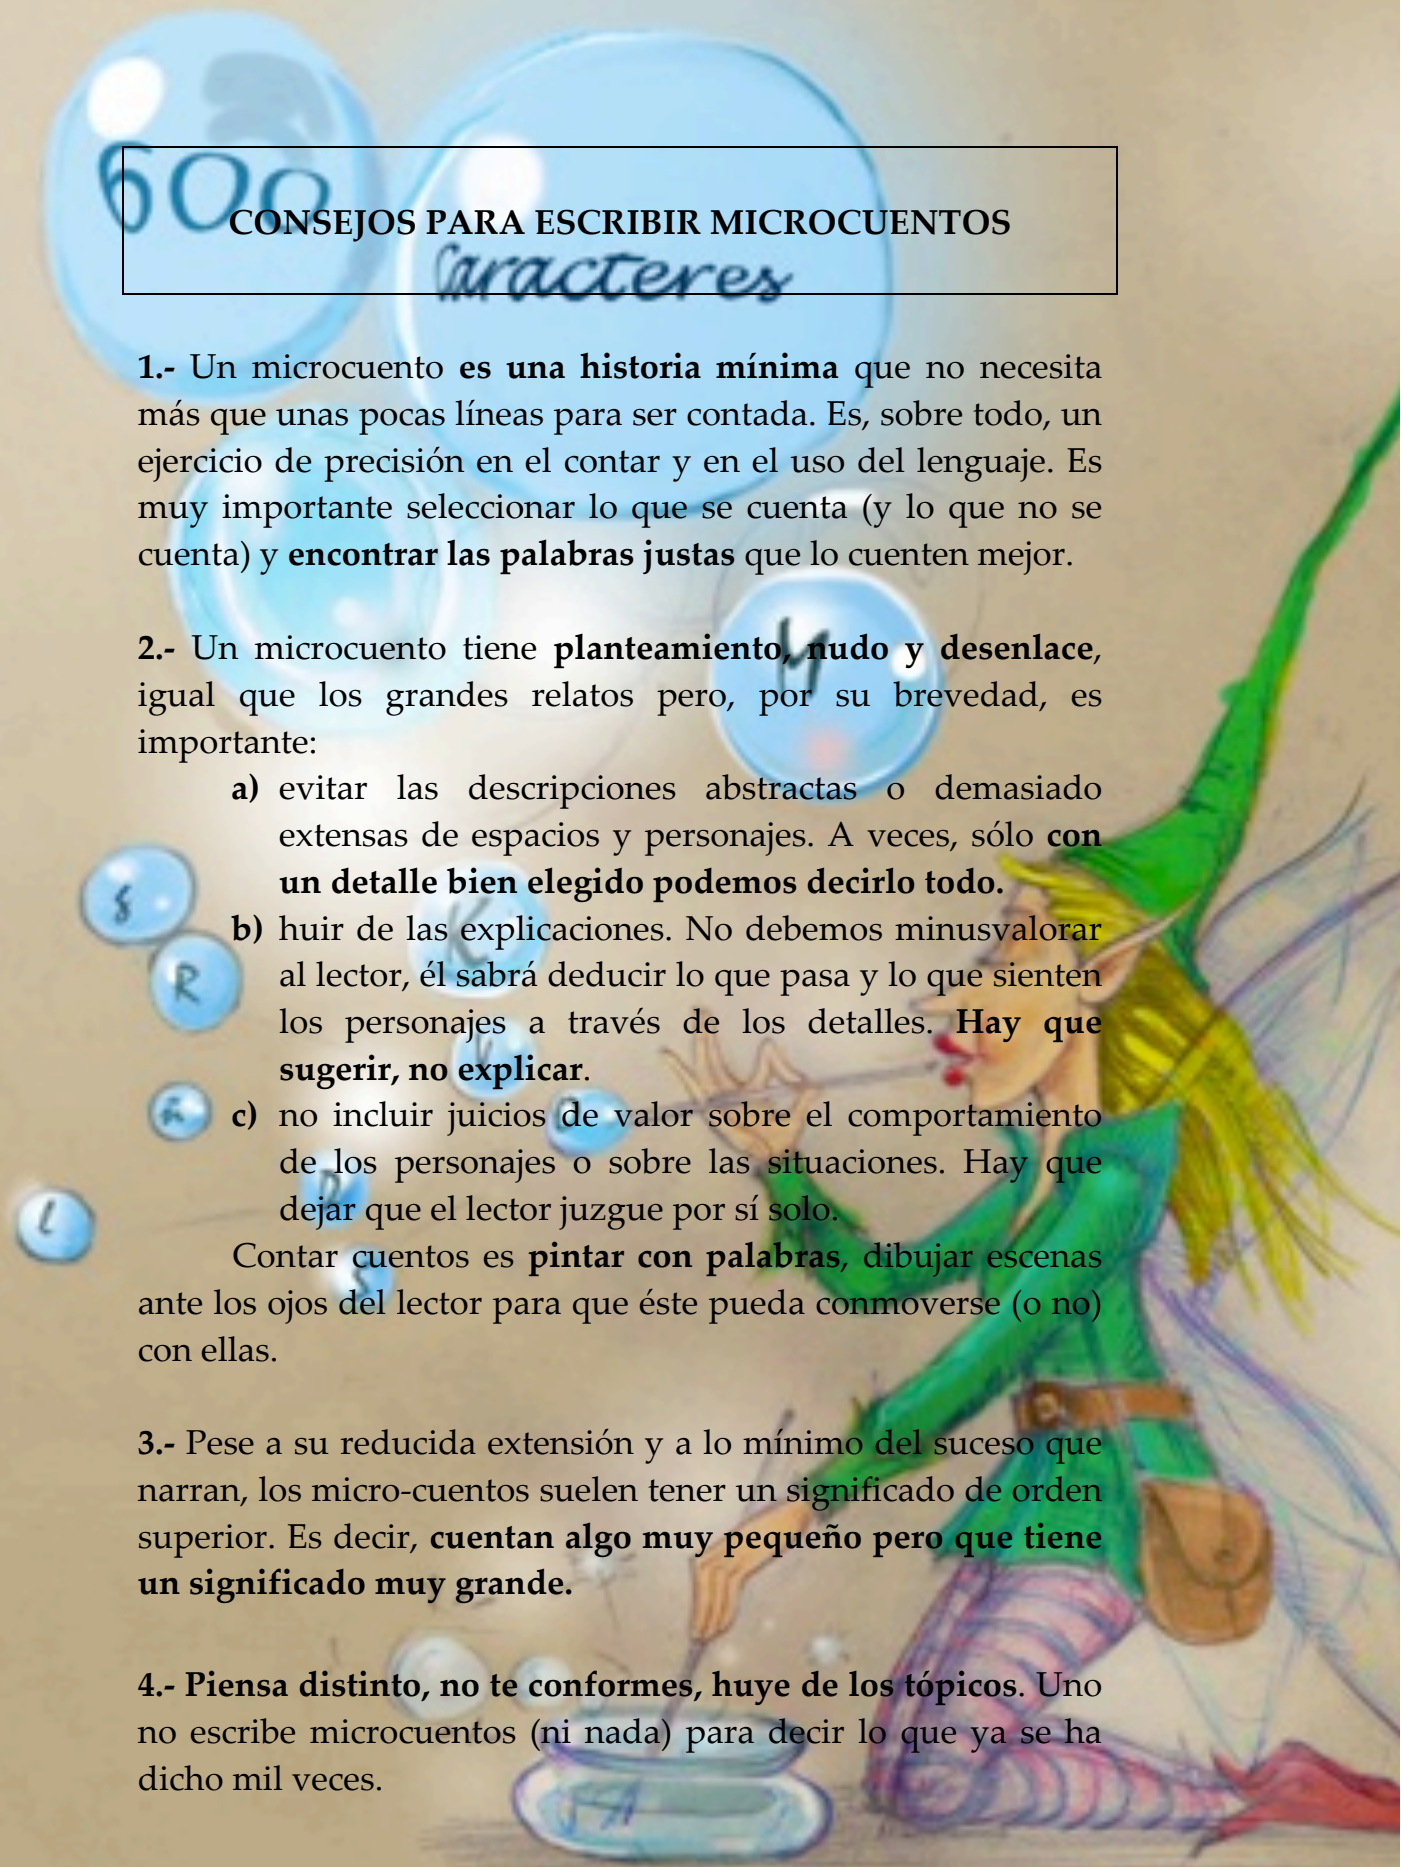 600
CONSEJOS PARA ESCRIBIR MICROCUENTOS
Caracteres
1.- Un microcuento es una historia mínima que no necesita
más que unas pocas líneas para ser contada. Es, sobre todo, un
ejercicio de precisión en el contar y en el uso del lenguaje. Es
muy importante seleccionar lo que se cuenta (y lo que no se
cuenta) y encontrar las palabras justas que lo cuenten mejor.
2.- Un microcuento tiene planteamiento, nudo y desenlace,
igual que los grandes relatos pero, por su brevedad, es
importante:
a) evitar las descripciones abstractas o demasiado
extensas de espacios y personajes. A veces, sólo con
un detalle bien elegido podemos decirlo todo.
b) huir de las explicaciones. No debemos minusvalorar
al lector, él sabrá deducir lo que pasa y lo que sienten
los personajes a través de los detalles. Hay que
sugerir, no explicar.
c) no incluir juicios de valor sobre el comportamiento
de los personajes o sobre las situaciones. Hay que
dejar que el lector juzgue por sí solo.
Contar cuentos es pintar con palabras, dibujar escenas
ante los ojos del lector para que éste pueda conmoverse (o no)
con ellas.
3.- Pese a su reducida extensión y a lo mínimo del suceso que
narran, los micro-cuentos suelen tener un significado de orden
superior. Es decir, cuentan algo muy pequeño pero que tiene
un significado muy grande.
4.- Piensa distinto, no te conformes, huye de los tópicos. Uno
no escribe microcuentos (ni nada) para decir lo que ya se ha
dicho mil veces.
R
l